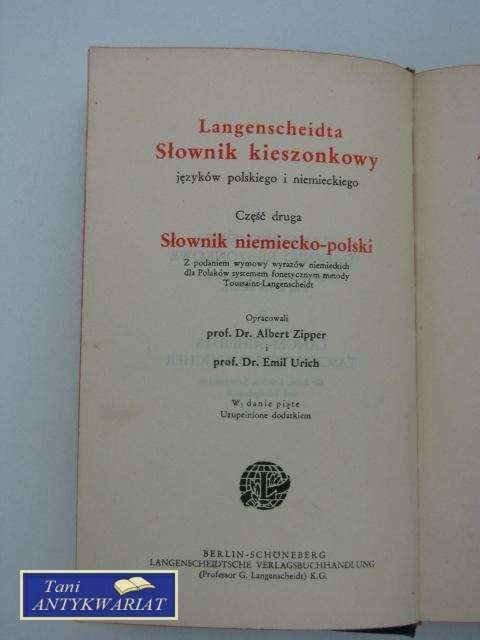 Langenscheidta
Słownik kieszonkowy
języków polskiego i niemieckiego
Część druga
Słownik niemiecko-polski
Z podaniem wymowy wyrazów niemieckich
dla Polaków systemem fonetycznym metody
Toussaint-Langenscheidt
Opracowali
prof. Dr. Albert Zipper
i
prof. Dr. Emil Urich
Wydanie piąte
Uzupełnione dodatkiem
L
BERLIN-SCHÖNEBERG
LANGENSCHEIDTSCHE VERLAGSBUCHHANDLUNG
(Professor G. Langenscheidt) K.G.
Tani
ANTYKWARIAT